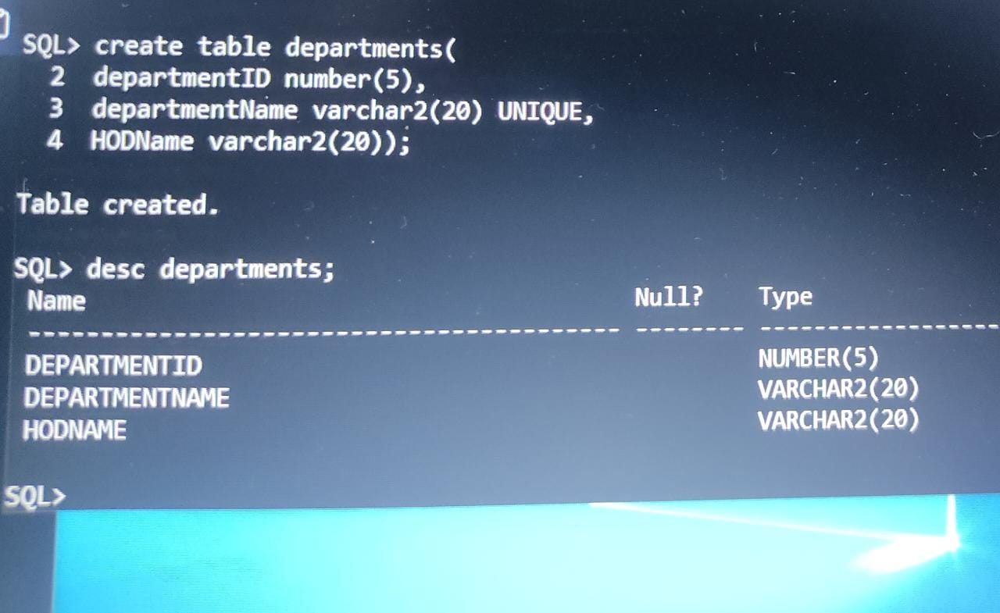 SQL> create table departments(
2 departmentID number(5),
3 departmentName varchar2(20) UNIQUE,
4 HODName varchar2(20));
Table created.
SQL> desc departments;
Name Null? Type
----------------------------------------- -------- ----------------
DEPARTMENTID NUMBER(5)
DEPARTMENTNAME VARCHAR2(20)
HODNAME VARCHAR2(20)
SQL>